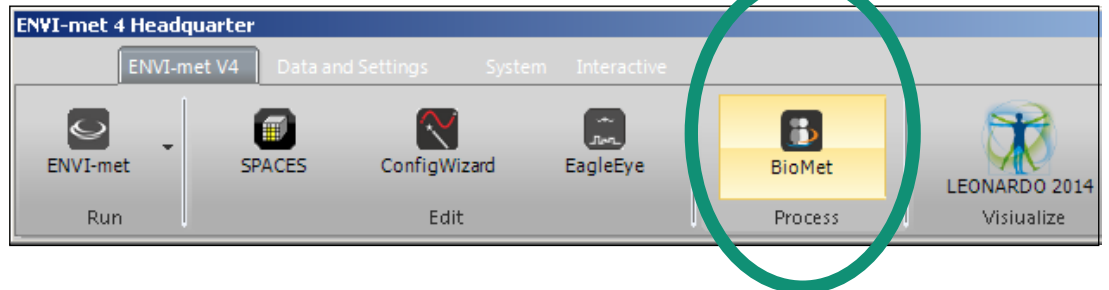 ENVI-met 4 Headquarter
ENVI-met V4 Data and Settings System Interactive
ENVI-met SPACES ConfigWizard EagleEye BioMet LEONARDO 2014
Run Edit Process Visiualize